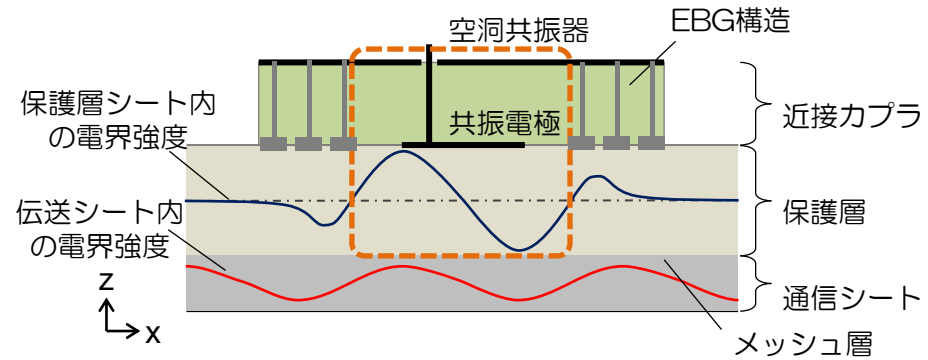 空洞共振器
EBG構造
保護層シート内
の電界強度
共振電極
近接カプラ
伝送シート内
の電界強度
保護層
z
x
通信シート
メッシュ層